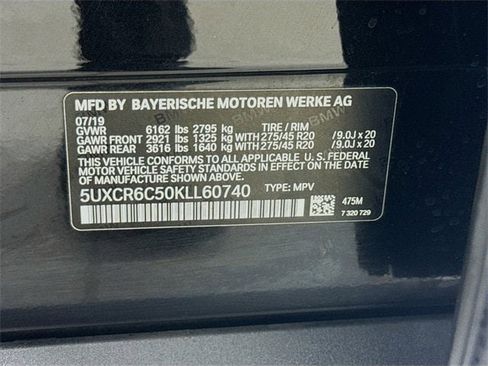 MFD BY BAYERISCHE MOTOREN WERKE AG
07/19
GVWR 6162 lbs 2795 kg TIRE / RIM
GAWR FRONT 2921 lbs 1325 kg WITH 275/45 R20 / 9.0J x 20
GAWR REAR 3616 lbs 1640 kg WITH 275/45 R20 / 9.0J x 20
THIS VEHICLE CONFORMS TO ALL APPLICABLE U. S. FEDERAL
MOTOR VEHICLE SAFETY STANDARDS IN EFFECT ON THE
DATE OF MANUFACTURE SHOWN ABOVE.
5UXCR6C50KLL60740 TYPE: MPV
475M
7 320 729